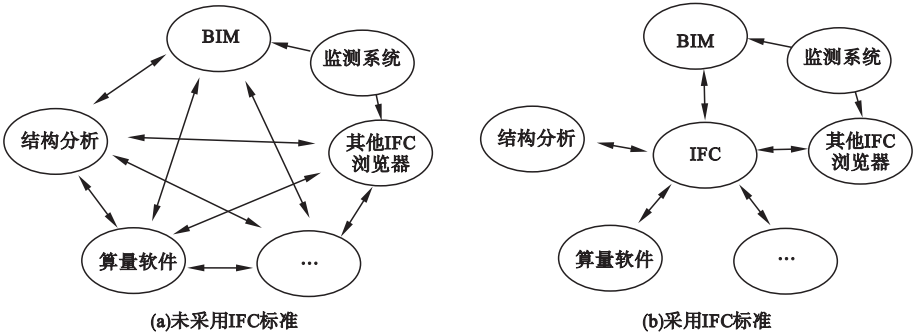 BIM
监测系统
结构分析
其他IFC
浏览器
算量软件
...
(a)未采用IFC标准
BIM
监测系统
结构分析
IFC
其他IFC
浏览器
算量软件
...
(b)采用IFC标准